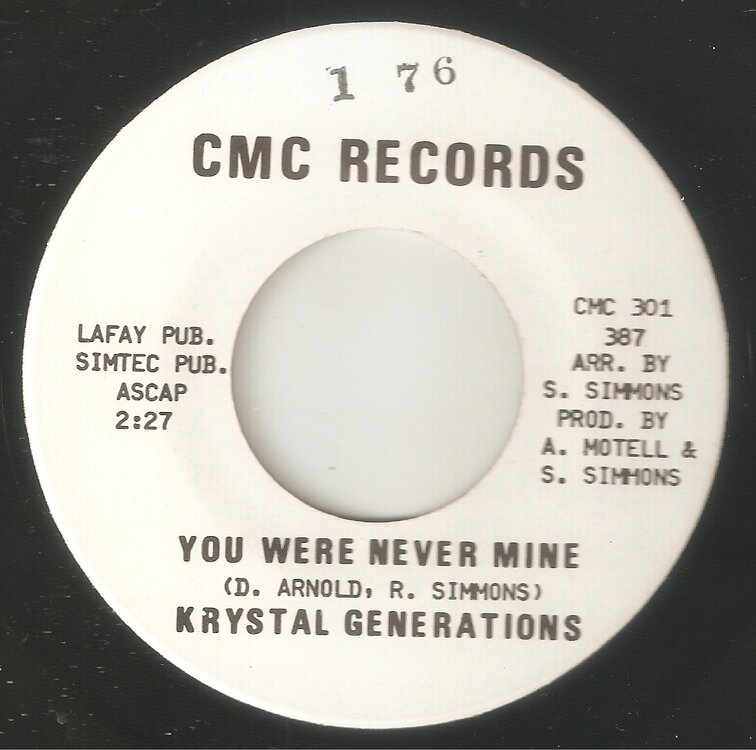 1 76
CMC RECORDS
LAFAY PUB.
SIMTEC PUB.
ASCAP
2:27
CMC 301
387
ARR. BY
S. SIMMONS
PROD. BY
A. MOTELL &
S. SIMMONS
YOU WERE NEVER MINE
(D. ARNOLD, R. SIMMONS)
KRYSTAL GENERATIONS